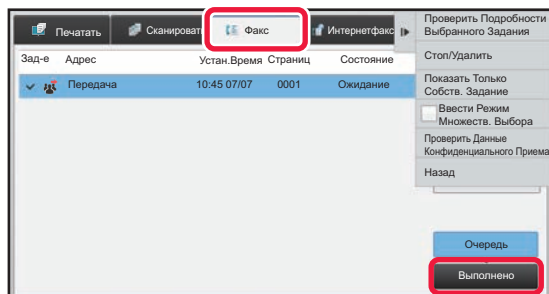 Печатать
Сканироват
Факс
Интернетфакс
Зад-е Адрес Устан.Время Страниц Состояние
Передача 10:45 07/07 0001 Ожидание
Проверить Подробности
Выбранного Задания
Стоп/Удалить
Показать Только
Собств. Задание
Ввести Режим
Множеств. Выбора
Проверить Данные
Конфиденциального Приема
Назад
Очередь
Выполнено